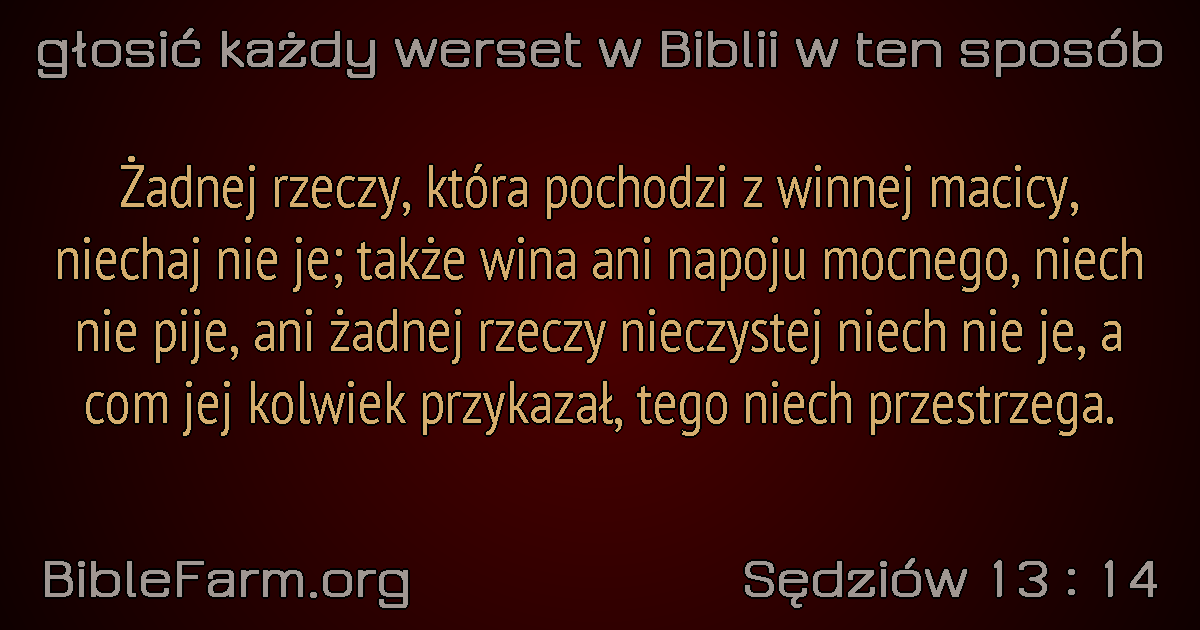 głosić każdy werset w Biblii w ten sposób
Żadnej rzeczy, która pochodzi z winnej macicy,
niechaj nie je; także wina ani napoju mocnego, niech
nie pije, ani żadnej rzeczy nieczystej niech nie je, a
com jej kolwiek przykazał, tego niech przestrzega.
BibleFarm.org
Sędziów 13 : 14